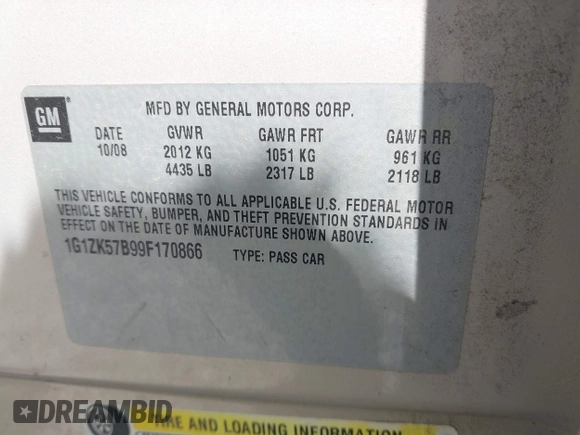 GM
MFD BY GENERAL MOTORS CORP.
DATE GVWR GAWR FRT GAWR RR
10/08 2012 KG 1051 KG 961 KG
4435 LB 2317 LB 2118 LB
THIS VEHICLE CONFORMS TO ALL APPLICABLE U.S. FEDERAL MOTOR
VEHICLE SAFETY, BUMPER, AND THEFT PREVENTION STANDARDS IN
EFFECT ON THE DATE OF MANUFACTURE SHOWN ABOVE.
1G1ZK57B99F170866 TYPE: PASS CAR
TIRE AND LOADING INFORMATION
DREAMBID